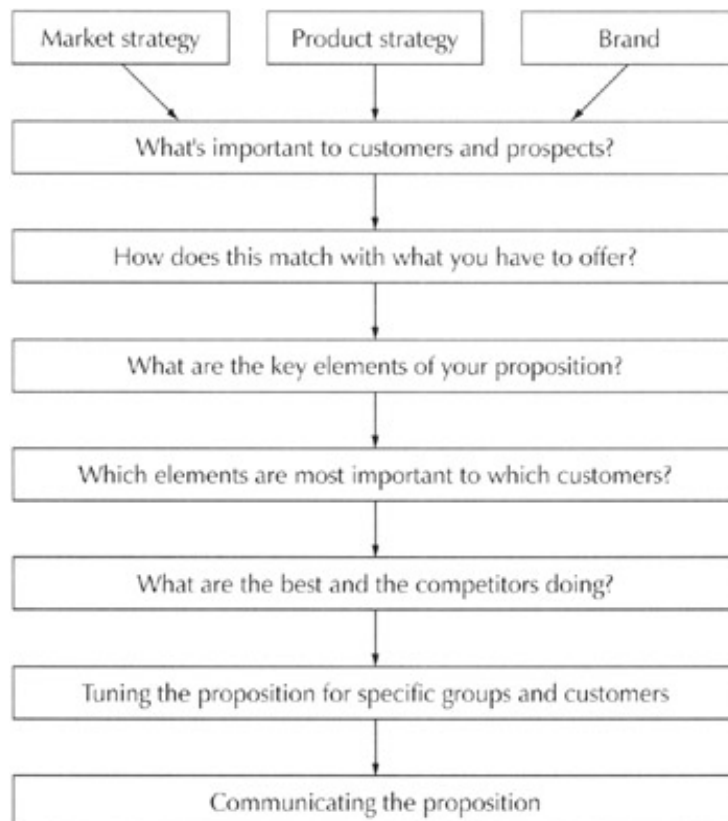 Market strategy
Product strategy
Brand
What's important to customers and prospects?
How does this match with what you have to offer?
What are the key elements of your proposition?
Which elements are most important to which customers?
What are the best and the competitors doing?
Tuning the proposition for specific groups and customers
Communicating the proposition